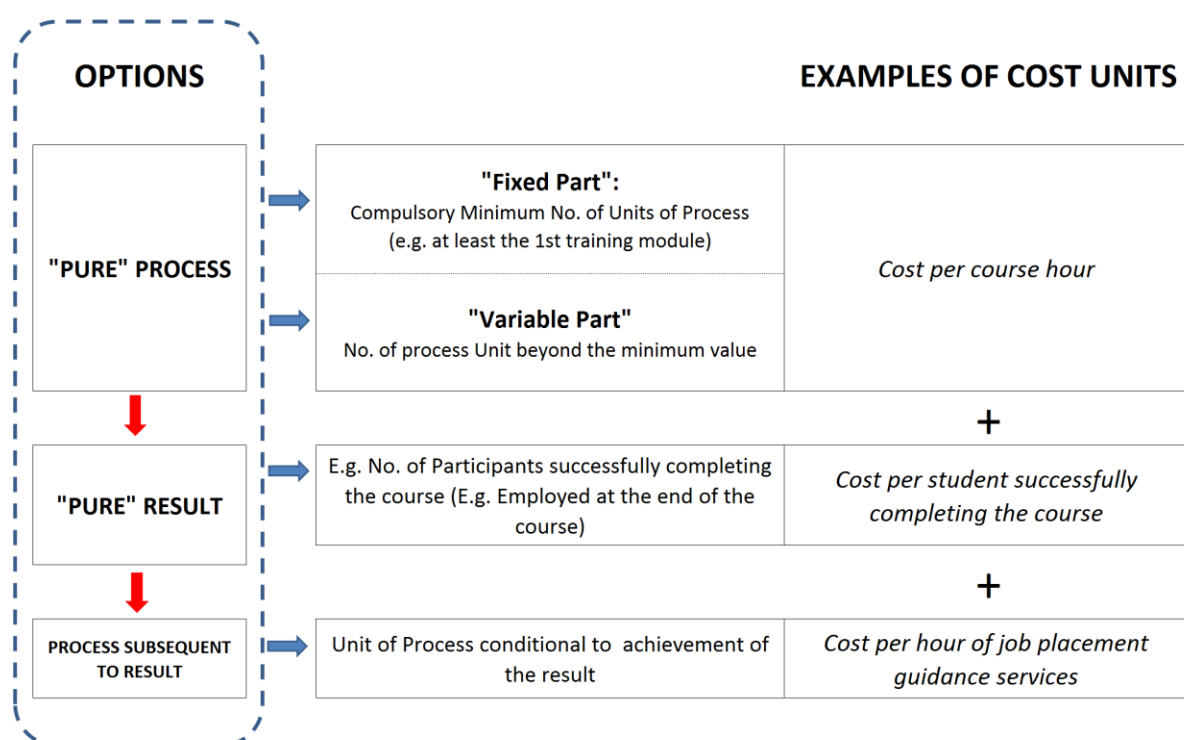 OPTIONS
EXAMPLES OF COST UNITS
"PURE" PROCESS
"Fixed Part":
Compulsory Minimum No. of Units of Process
(e.g. at least the 1st training module)
"Variable Part"
No. of process Unit beyond the minimum value
Cost per course hour
+
"PURE" RESULT
E.g. No. of Participants successfully completing
the course (E.g. Employed at the end of the
course)
Cost per student successfully
completing the course
+
PROCESS SUBSEQUENT
TO RESULT
Unit of Process conditional to achievement of
the result
Cost per hour of job placement
guidance services